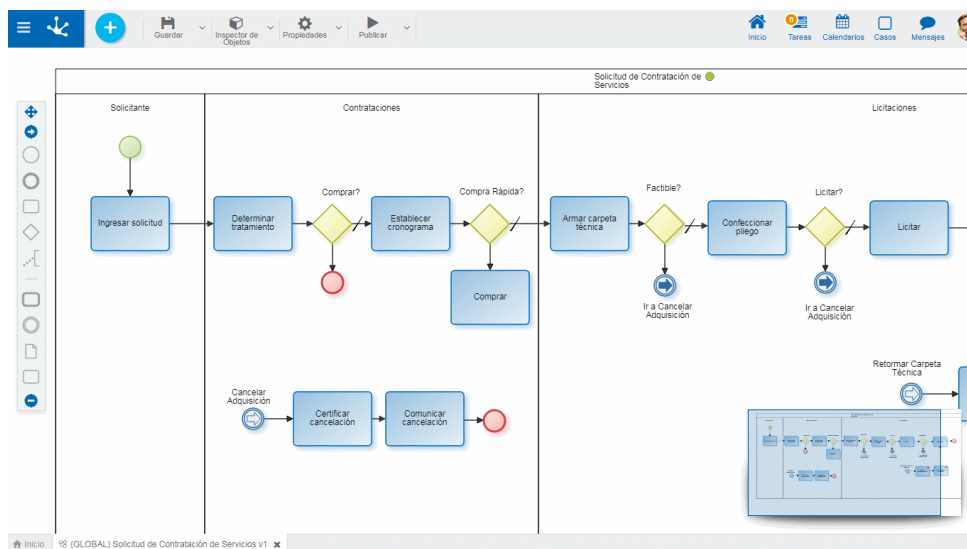 Guardar
Inspector de
Objetos
Propiedades
Publicar
Inicio
0
Tareas
Calendarios
Casos
Mensajes
Solicitud de Contratación de
Servicios
Solicitante
Contrataciones
Licitaciones
Comprar?
Compra Rápida?
Factible?
Licitar?
Ingresar solicitud
Determinar
tratamiento
Establecer
cronograma
Armar carpeta
técnica
Confeccionar
pliego
Licitar
Comprar
Ir a Cancelar
Adquisición
Ir a Cancelar
Adquisición
Retormar Carpeta
Técnica
Cancelar
Adquisición
Certificar
cancelación
Comunicar
cancelación
Inicio
(GLOBAL) Solicitud de Contratación de Servicios v1